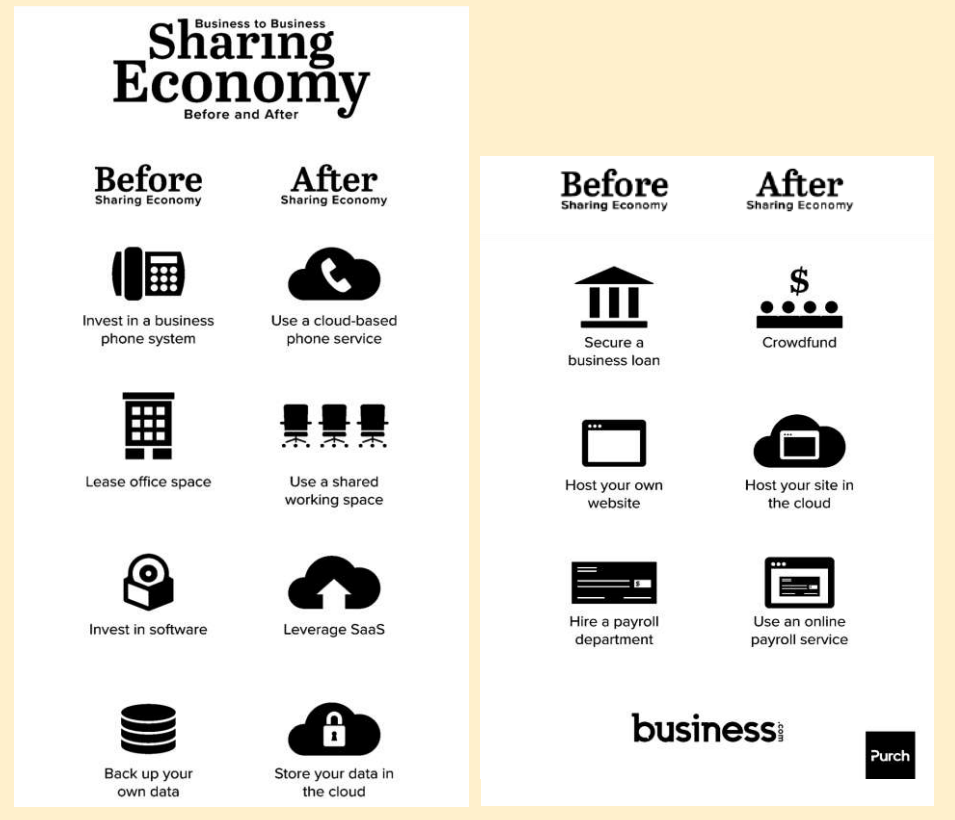 Business to Business
Sharing
Economy
Before and After
Before
Sharing Economy
After
Sharing Economy
Invest in a business
phone system
Use a cloud-based
phone service
Lease office space
Use a shared
working space
Invest in software
Leverage SaaS
Back up your
own data
Store your data in
the cloud
Before
Sharing Economy
After
Sharing Economy
$
Secure a
business loan
Crowdfund
Host your own
website
Host your site in
the cloud
$
Hire a payroll
department
$
Use an online
payroll service
business.com
Purch